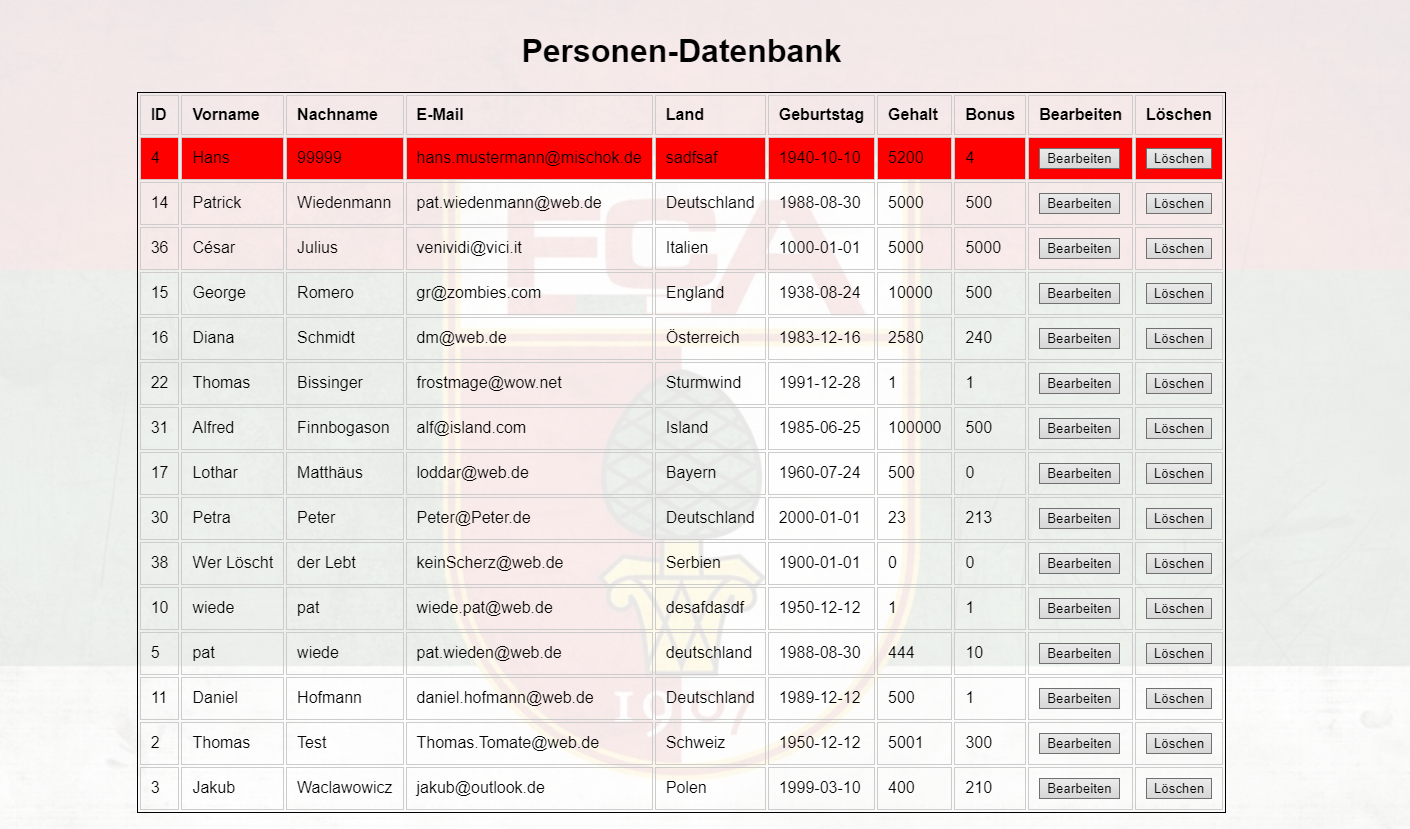 Personen-Datenbank
ID Vorname Nachname E-Mail Land Geburtstag Gehalt Bonus Bearbeiten Löschen
4 Hans 99999 hans.mustermann@mischok.de sadfsaf 1940-10-10 5200 4 Bearbeiten Löschen
14 Patrick Wiedenmann pat.wiedenmann@web.de Deutschland 1988-08-30 5000 500 Bearbeiten Löschen
FCA
36 César Julius venividi@vici.it Italien 1000-01-01 5000 5000 Bearbeiten Löschen
15 George Romero gr@zombies.com England 1938-08-24 10000 500 Bearbeiten Löschen
16 Diana Schmidt dm@web.de Österreich 1983-12-16 2580 240 Bearbeiten Löschen
22 Thomas Bissinger frostmage@wow.net Sturmwind 1991-12-28 1 1 Bearbeiten Löschen
31 Alfred Finnbogason alf@island.com Island 1985-06-25 100000 500 Bearbeiten Löschen
17 Lothar Matthäus loddar@web.de Bayern 1960-07-24 500 0 Bearbeiten Löschen
30 Petra Peter Peter@Peter.de Deutschland 2000-01-01 23 213 Bearbeiten Löschen
38 Wer Löscht der Lebt keinScherz@web.de Serbien 1900-01-01 0 0 Bearbeiten Löschen
10 wiede pat wiede.pat@web.de desafdasdf 1950-12-12 1 1 Bearbeiten Löschen
5 pat wiede pat.wieden@web.de deutschland 1988-08-30 444 10 Bearbeiten Löschen
11 Daniel Hofmann daniel.hofmann@web.de Deutschland 1989-12-12 500 1 Bearbeiten Löschen
1907
2 Thomas Test Thomas.Tomate@web.de Schweiz 1950-12-12 5001 300 Bearbeiten Löschen
3 Jakub Waclawowicz jakub@outlook.de Polen 1999-03-10 400 210 Bearbeiten Löschen